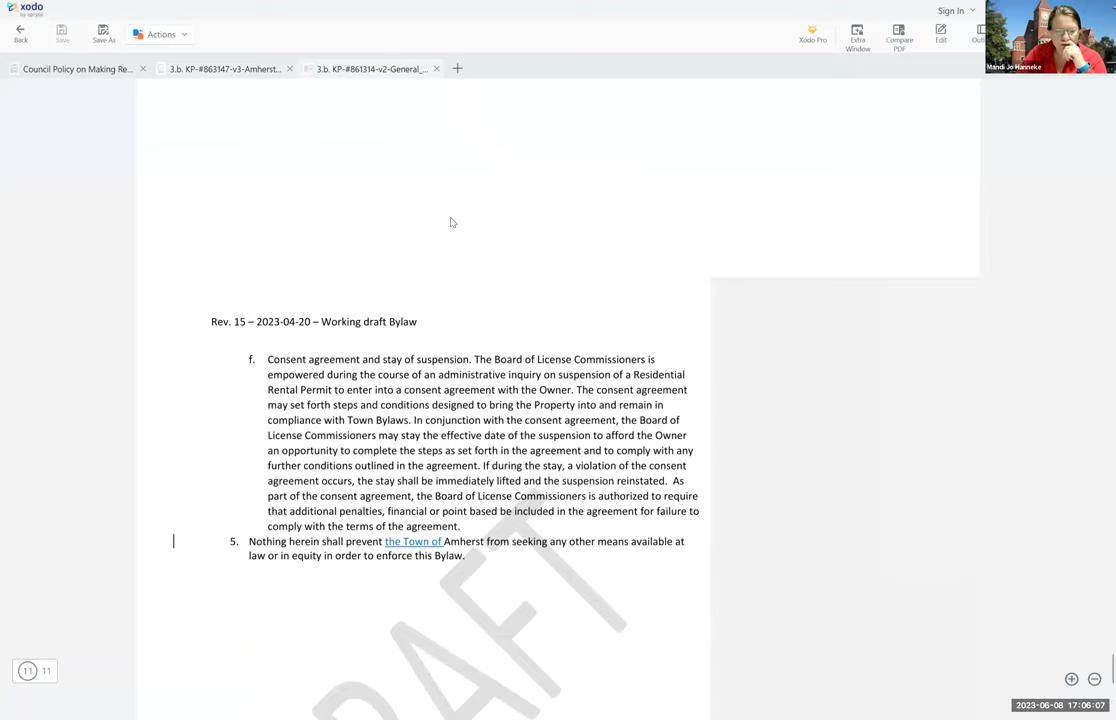 xodo
by apryse
Sign In
Back
Save
Save As
Actions
Xodo Pro
Extra
Window
Compare
PDF
Edit
Mandi Jo Hanneke
Council Policy on Making Re...
3.b. KP-#863147-v3-Amherst...
3.b. KP-#861314-v2-General_...
Rev. 15 – 2023-04-20 – Working draft Bylaw
f. Consent agreement and stay of suspension. The Board of License Commissioners is
empowered during the course of an administrative inquiry on suspension of a Residential
Rental Permit to enter into a consent agreement with the Owner. The consent agreement
may set forth steps and conditions designed to bring the Property into and remain in
compliance with Town Bylaws. In conjunction with the consent agreement, the Board of
License Commissioners may stay the effective date of the suspension to afford the Owner
an opportunity to complete the steps as set forth in the agreement and to comply with any
further conditions outlined in the agreement. If during the stay, a violation of the consent
agreement occurs, the stay shall be immediately lifted and the suspension reinstated. As
part of the consent agreement, the Board of License Commissioners is authorized to require
that additional penalties, financial or point based be included in the agreement for failure to
comply with the terms of the agreement.
5. Nothing herein shall prevent the Town of Amherst from seeking any other means available at
law or in equity in order to enforce this Bylaw.
DRAFT
11 11
2023-06-08 17:06:07